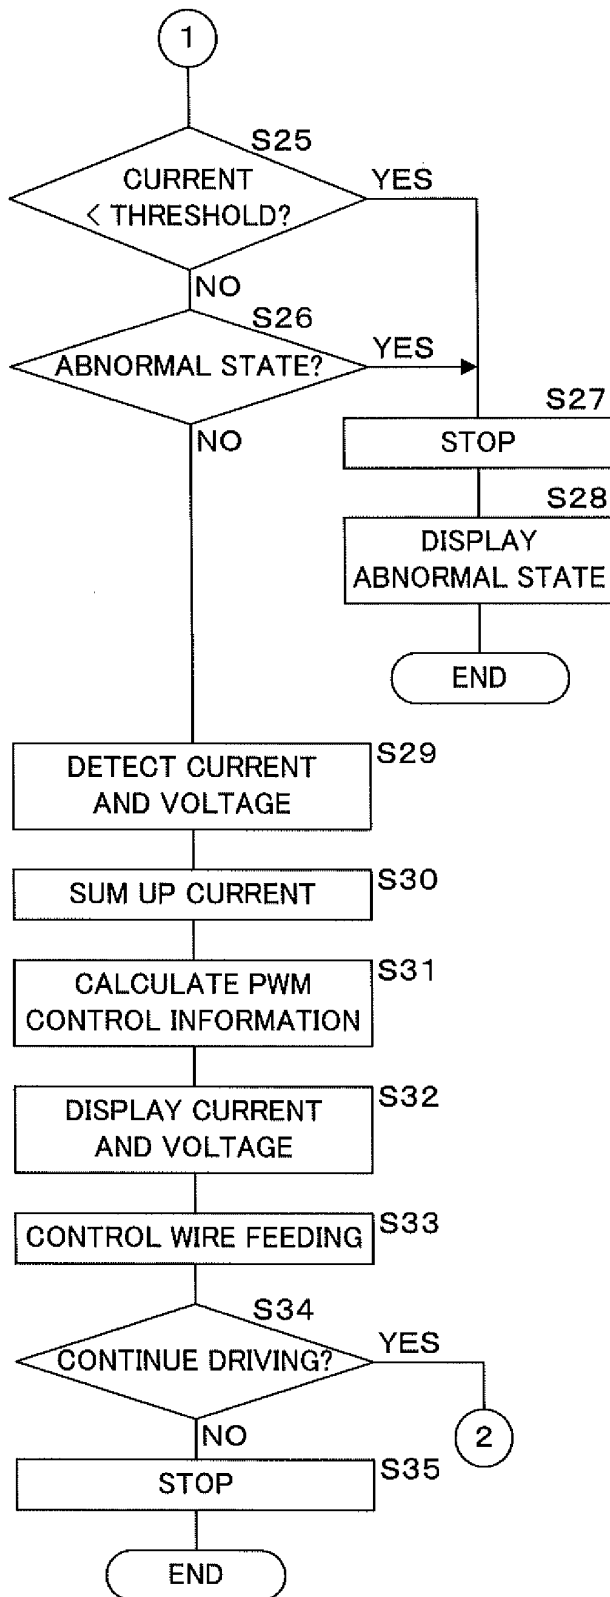 1
S25
CURRENT
< THRESHOLD?
YES
NO
S26
ABNORMAL STATE?
YES
NO
S27
STOP
S28
DISPLAY
ABNORMAL STATE
END
S29
DETECT CURRENT
AND VOLTAGE
S30
SUM UP CURRENT
S31
CALCULATE PWM
CONTROL INFORMATION
S32
DISPLAY CURRENT
AND VOLTAGE
S33
CONTROL WIRE FEEDING
S34
CONTINUE DRIVING?
YES
2
NO
S35
STOP
END